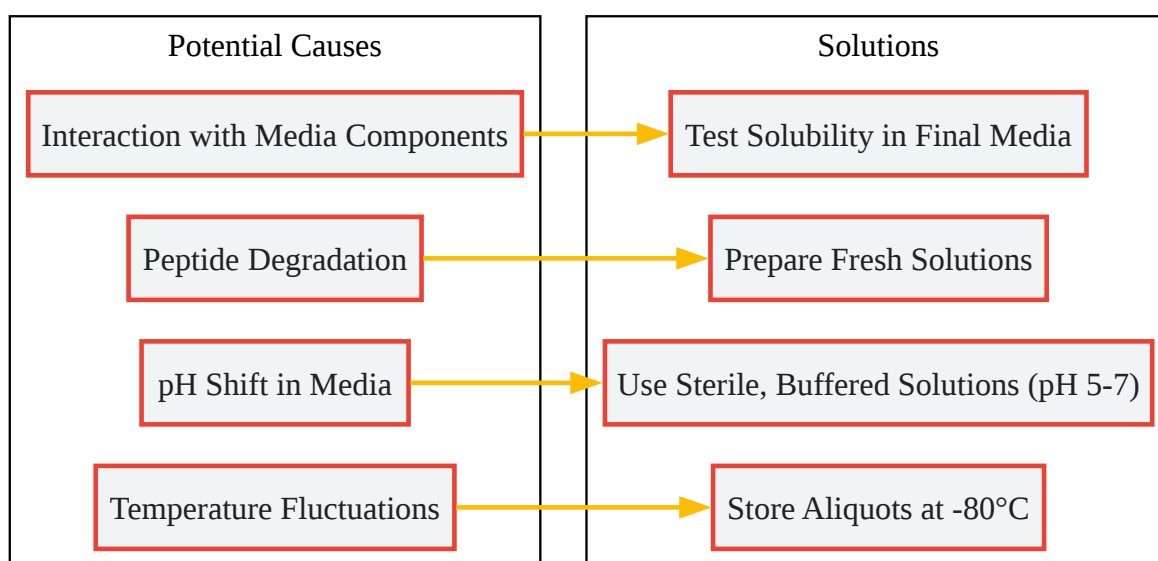 Potential Causes
Solutions
Interaction with Media Components
Test Solubility in Final Media
Peptide Degradation
Prepare Fresh Solutions
pH Shift in Media
Use Sterile, Buffered Solutions (pH 5-7)
Temperature Fluctuations
Store Aliquots at -80°C